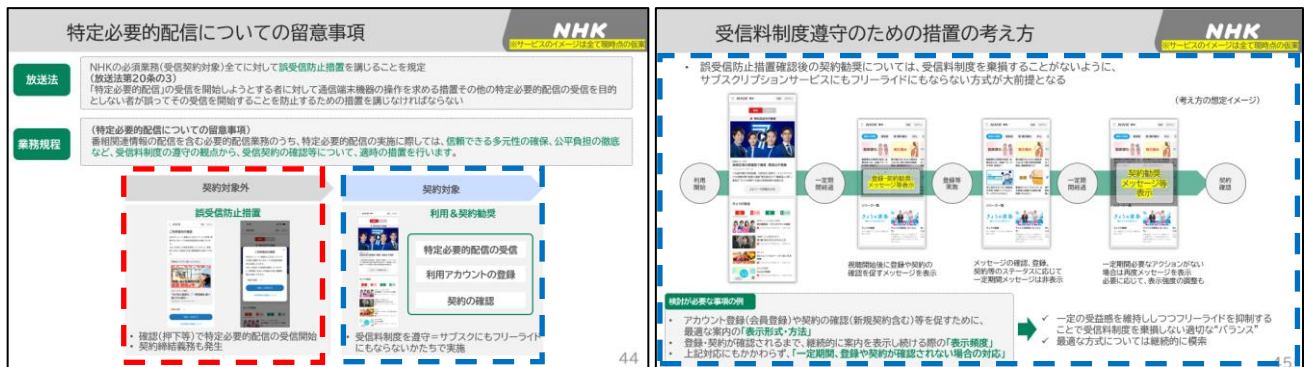 特定必要的配信についての留意事項
NHK
※サービスのイメージは全て現時点の仮案
放送法
NHKの必須業務(受信契約対象)全てに対して誤受信防止措置を講じることを規定
(放送法第20条の3)
「特定必要的配信」の受信を開始しようとする者に対して通信端末機器の操作を求める措置その他の特定必要的配信の受信を目的
としない者が誤ってその受信を開始することを防止するための措置を講じなければならない
業務規程
(特定必要的配信についての留意事項)
番組関連情報の配信を含む必要的配信業務のうち、特定必要的配信の実施に際しては、信頼できる多元性の確保、公平負担の徹底
など、受信料制度の遵守の観点から、受信契約の確認等について、適時の措置を行います。
契約対象外
誤受信防止措置
・ 確認(押下等)で特定必要的配信の受信開始
・ 契約締結義務も発生
契約対象
利用&契約勧奨
特定必要的配信の受信
利用アカウントの登録
契約の確認
・ 受信料制度を遵守=サブスクにもフリーライド
にもならないかたちで実施
44
受信料制度遵守のための措置の考え方
NHK
※サービスのイメージは全て現時点の仮案
・ 誤受信防止措置確認後の契約勧奨については、受信料制度を棄損することがないように、
サブスクリプションサービスにもフリーライドにもならない方式が大前提となる
(考え方の想定イメージ)
利用
開始
一定期
間経過
登録・契約勧奨
メッセージ等表示
登録等
実施
一定期
間経過
契約勧奨
メッセージ等
表示
契約
確認
視聴開始後に登録や契約の
確認を促すメッセージを表示
メッセージの確認、登録、
契約等のステータスに応じて
一定期間メッセージは非表示
一定期間必要なアクションがない
場合は再度メッセージを表示
必要に応じて、表示強度の調整も
検討が必要な事項の例
・ アカウント登録(会員登録)や契約の確認(新規契約含む)等を促すために、
最適な案内の「表示形式・方法」
・ 登録・契約が確認されるまで、継続的に案内を表示し続ける際の「表示頻度」
・ 上記対応にもかかわらず、「一定期間、登録や契約が確認されない場合の対応」
✓ 一定の受益感を維持ししつつフリーライドを抑制する
ことで受信料制度を棄損しない適切な“バランス”
✓ 最適な方式については継続的に模索
45